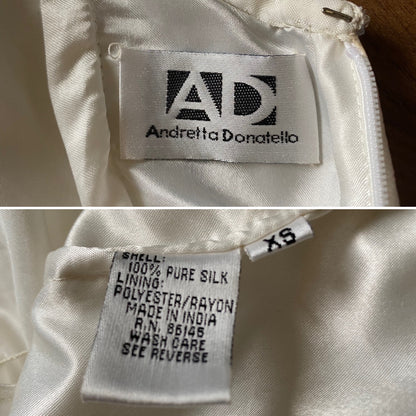 AD
Andretta Donatello
XS
SHELL:
100% PURE SILK
LINING:
POLYESTER/RAYON
MADE IN INDIA
R.N. 86146
WASH CARE
SEE REVERSE